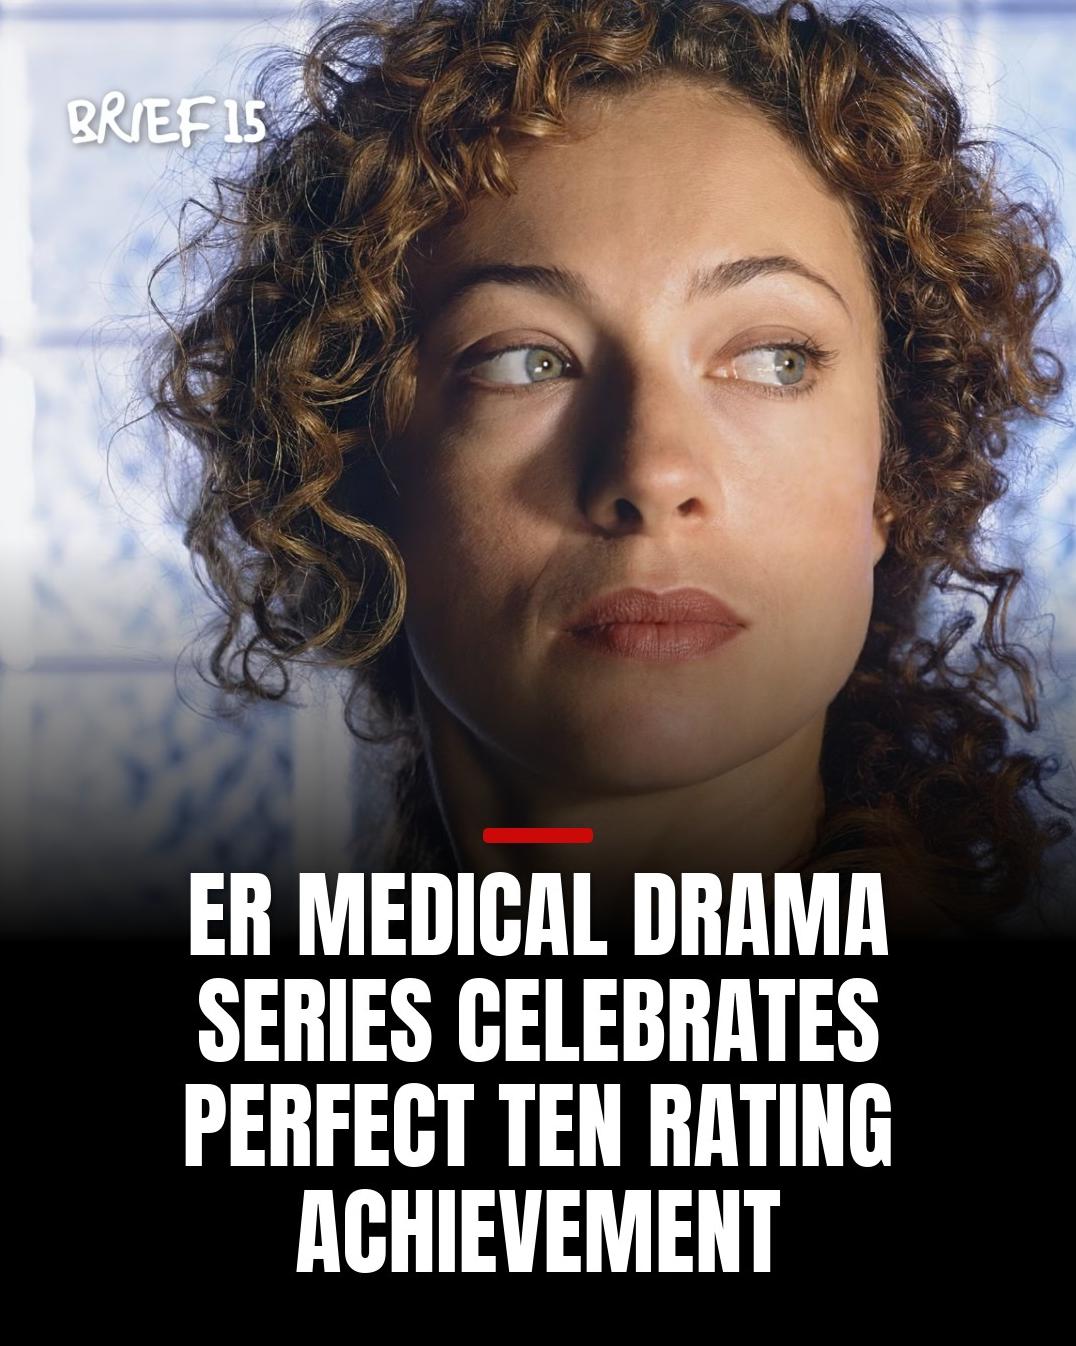 BRIEF 15
ER MEDICAL DRAMA
SERIES CELEBRATES
PERFECT TEN RATING
ACHIEVEMENT